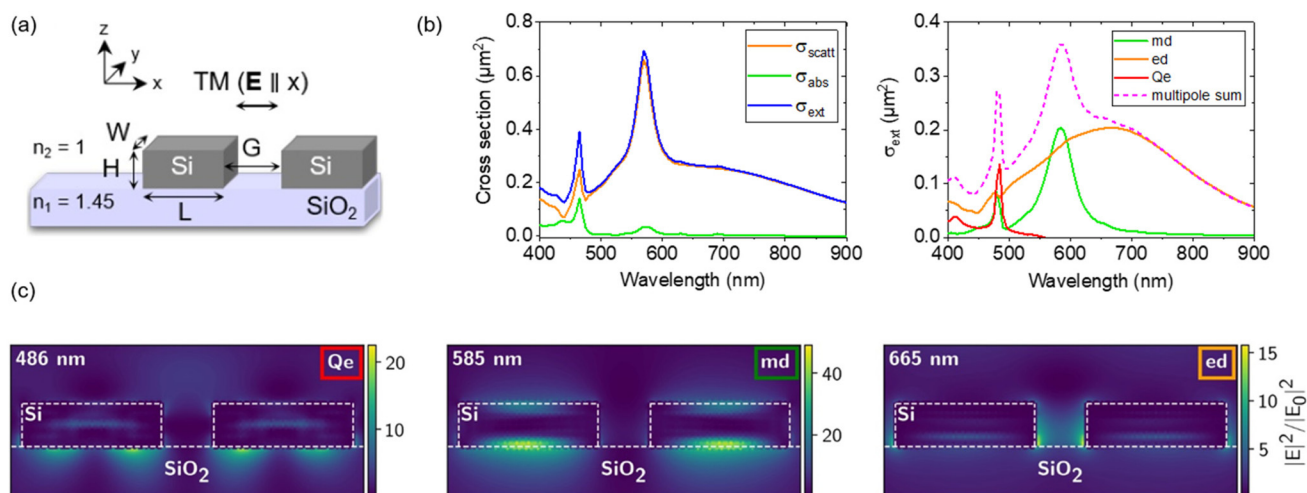 (a)
z
y
x
TM (E ∥ x)
W
n₂ = 1
H
Si
G
Si
n₁ = 1.45
L
SiO₂
(b)
0.8
0.6
0.4
0.2
0.0
Cross section (μm²)
σscatt
σabs
σext
400 500 600 700 800 900
Wavelength (nm)
0.4
0.3
0.2
0.1
0.0
σext (μm²)
md
ed
Qe
multipole sum
400 500 600 700 800 900
Wavelength (nm)
(c)
486 nm
Qe
Si
SiO₂
20
10
585 nm
md
Si
SiO₂
40
20
665 nm
ed
Si
SiO₂
15
10
5
|E|²/|E₀|²